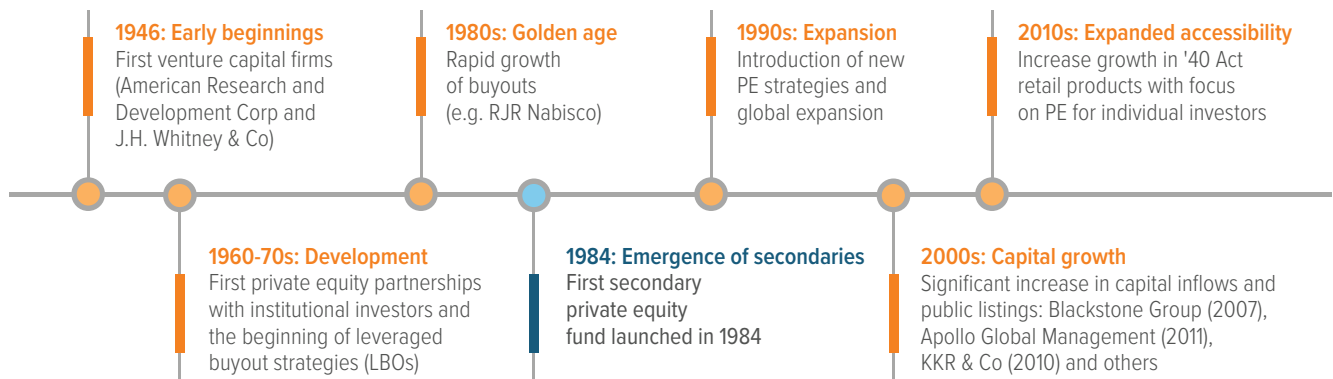 1946: Early beginnings
First venture capital firms
(American Research and
Development Corp and
J.H. Whitney & Co)
1960-70s: Development
First private equity partnerships
with institutional investors and
the beginning of leveraged
buyout strategies (LBOs)
1980s: Golden age
Rapid growth
of buyouts
(e.g. RJR Nabisco)
1984: Emergence of secondaries
First secondary
private equity
fund launched in 1984
1990s: Expansion
Introduction of new
PE strategies and
global expansion
2000s: Capital growth
Significant increase in capital inflows and
public listings: Blackstone Group (2007),
Apollo Global Management (2011),
KKR & Co (2010) and others
2010s: Expanded accessibility
Increase growth in '40 Act
retail products with focus
on PE for individual investors